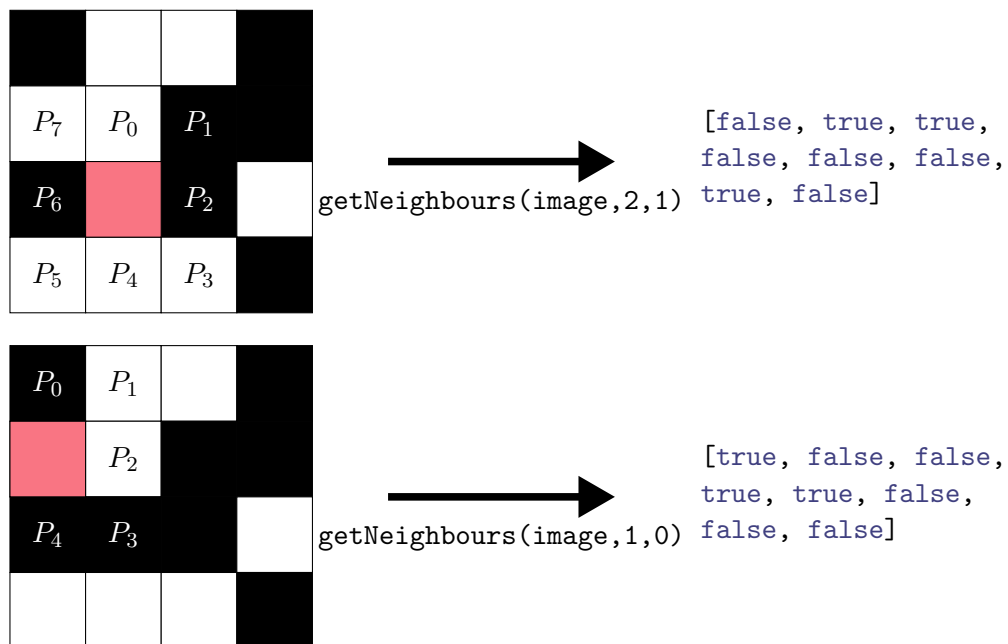 P₇ P₀ P₁
P₆ P₂
P₅ P₄ P₃
getNeighbours(image,2,1)
[false, true, true,
false, false, false,
true, false]
P₀ P₁
P₂
P₄ P₃
getNeighbours(image,1,0)
[true, false, false,
true, true, false,
false, false]